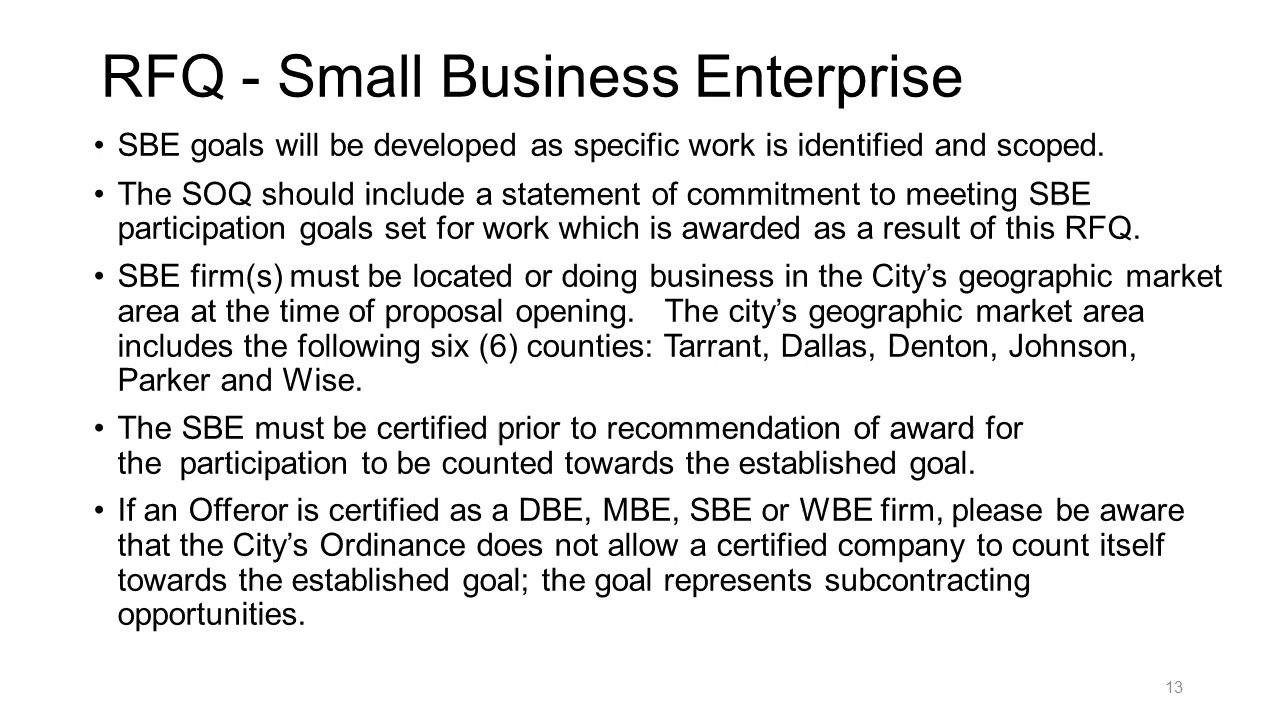 RFQ - Small Business Enterprise
• SBE goals will be developed as specific work is identified and scoped.
• The SOQ should include a statement of commitment to meeting SBE
participation goals set for work which is awarded as a result of this RFQ.
• SBE firm(s) must be located or doing business in the City’s geographic market
area at the time of proposal opening. The city’s geographic market area
includes the following six (6) counties: Tarrant, Dallas, Denton, Johnson,
Parker and Wise.
• The SBE must be certified prior to recommendation of award for
the participation to be counted towards the established goal.
• If an Offeror is certified as a DBE, MBE, SBE or WBE firm, please be aware
that the City’s Ordinance does not allow a certified company to count itself
towards the established goal; the goal represents subcontracting
opportunities.
13